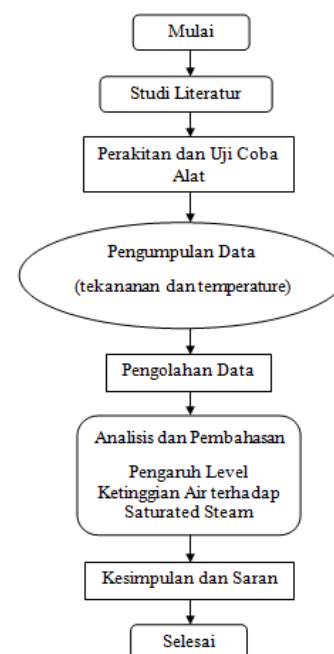 Mulai
Studi Literatur
Perakitan dan Uji Coba
Alat
Pengumpulan Data
(tekananan dan temperature)
Pengolahan Data
Analisis dan Pembahasan
Pengaruh Level
Ketinggian Air terhadap
Saturated Steam
Kesimpulan dan Saran
Selesai